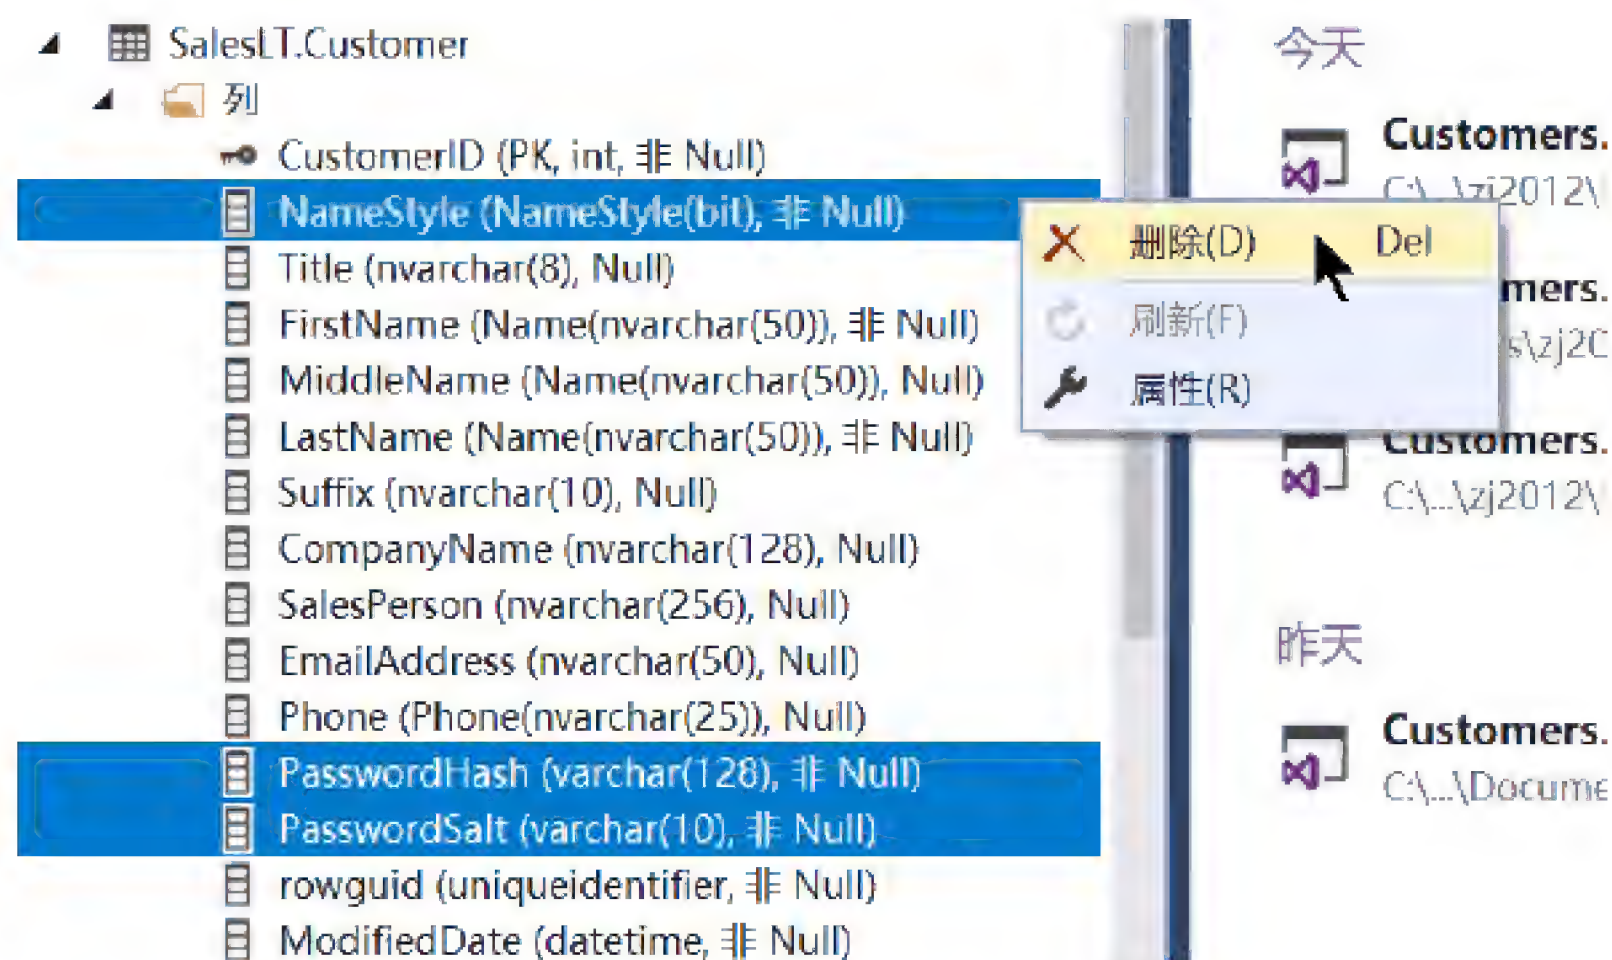 SalesLT.Customer
列
CustomerID (PK, int, 非 Null)
NameStyle (NameStyle(bit), 非 Null)
Title (nvarchar(8), Null)
FirstName (Name(nvarchar(50)), 非 Null)
MiddleName (Name(nvarchar(50)), Null)
LastName (Name(nvarchar(50)), 非 Null)
Suffix (nvarchar(10), Null)
CompanyName (nvarchar(128), Null)
SalesPerson (nvarchar(256), Null)
EmailAddress (nvarchar(50), Null)
Phone (Phone(nvarchar(25)), Null)
PasswordHash (varchar(128), 非 Null)
PasswordSalt (varchar(10), 非 Null)
rowguid (uniqueidentifier, 非 Null)
ModifiedDate (datetime, 非 Null)
删除(D) Del
刷新(F)
属性(R)
今天
Customers.
C:\...\zj2012\
mers.
s\zj20
Customers.
C:\...\zj2012\
昨天
Customers.
C:\...\Docume